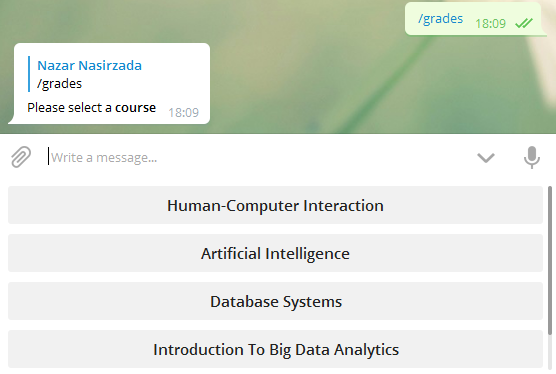 /grades 18:09
Nazar Nasirzada
/grades
Please select a course 18:09
Write a message...
Human-Computer Interaction
Artificial Intelligence
Database Systems
Introduction To Big Data Analytics